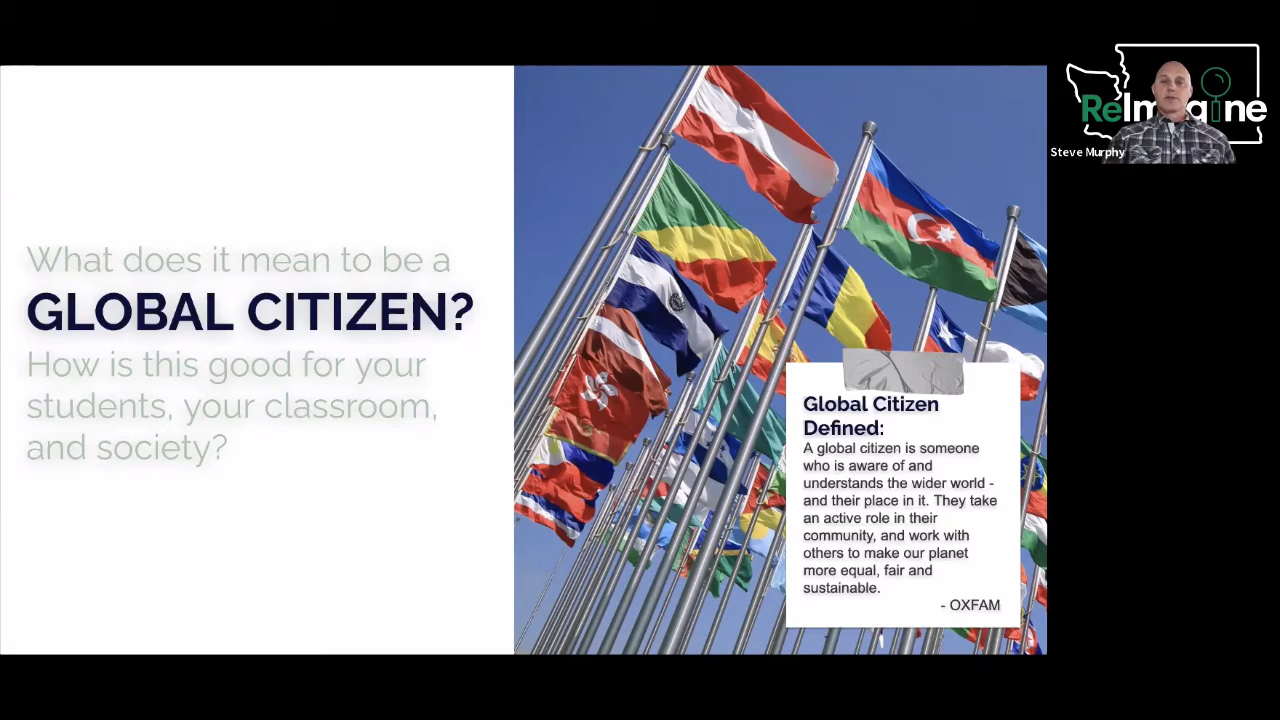 What does it mean to be a
GLOBAL CITIZEN?
How is this good for your
students, your classroom,
and society?
Global Citizen
Defined:
A global citizen is someone
who is aware of and
understands the wider world -
and their place in it. They take
an active role in their
community, and work with
others to make our planet
more equal, fair and
sustainable.
- OXFAM
ReImagine
Steve Murphy